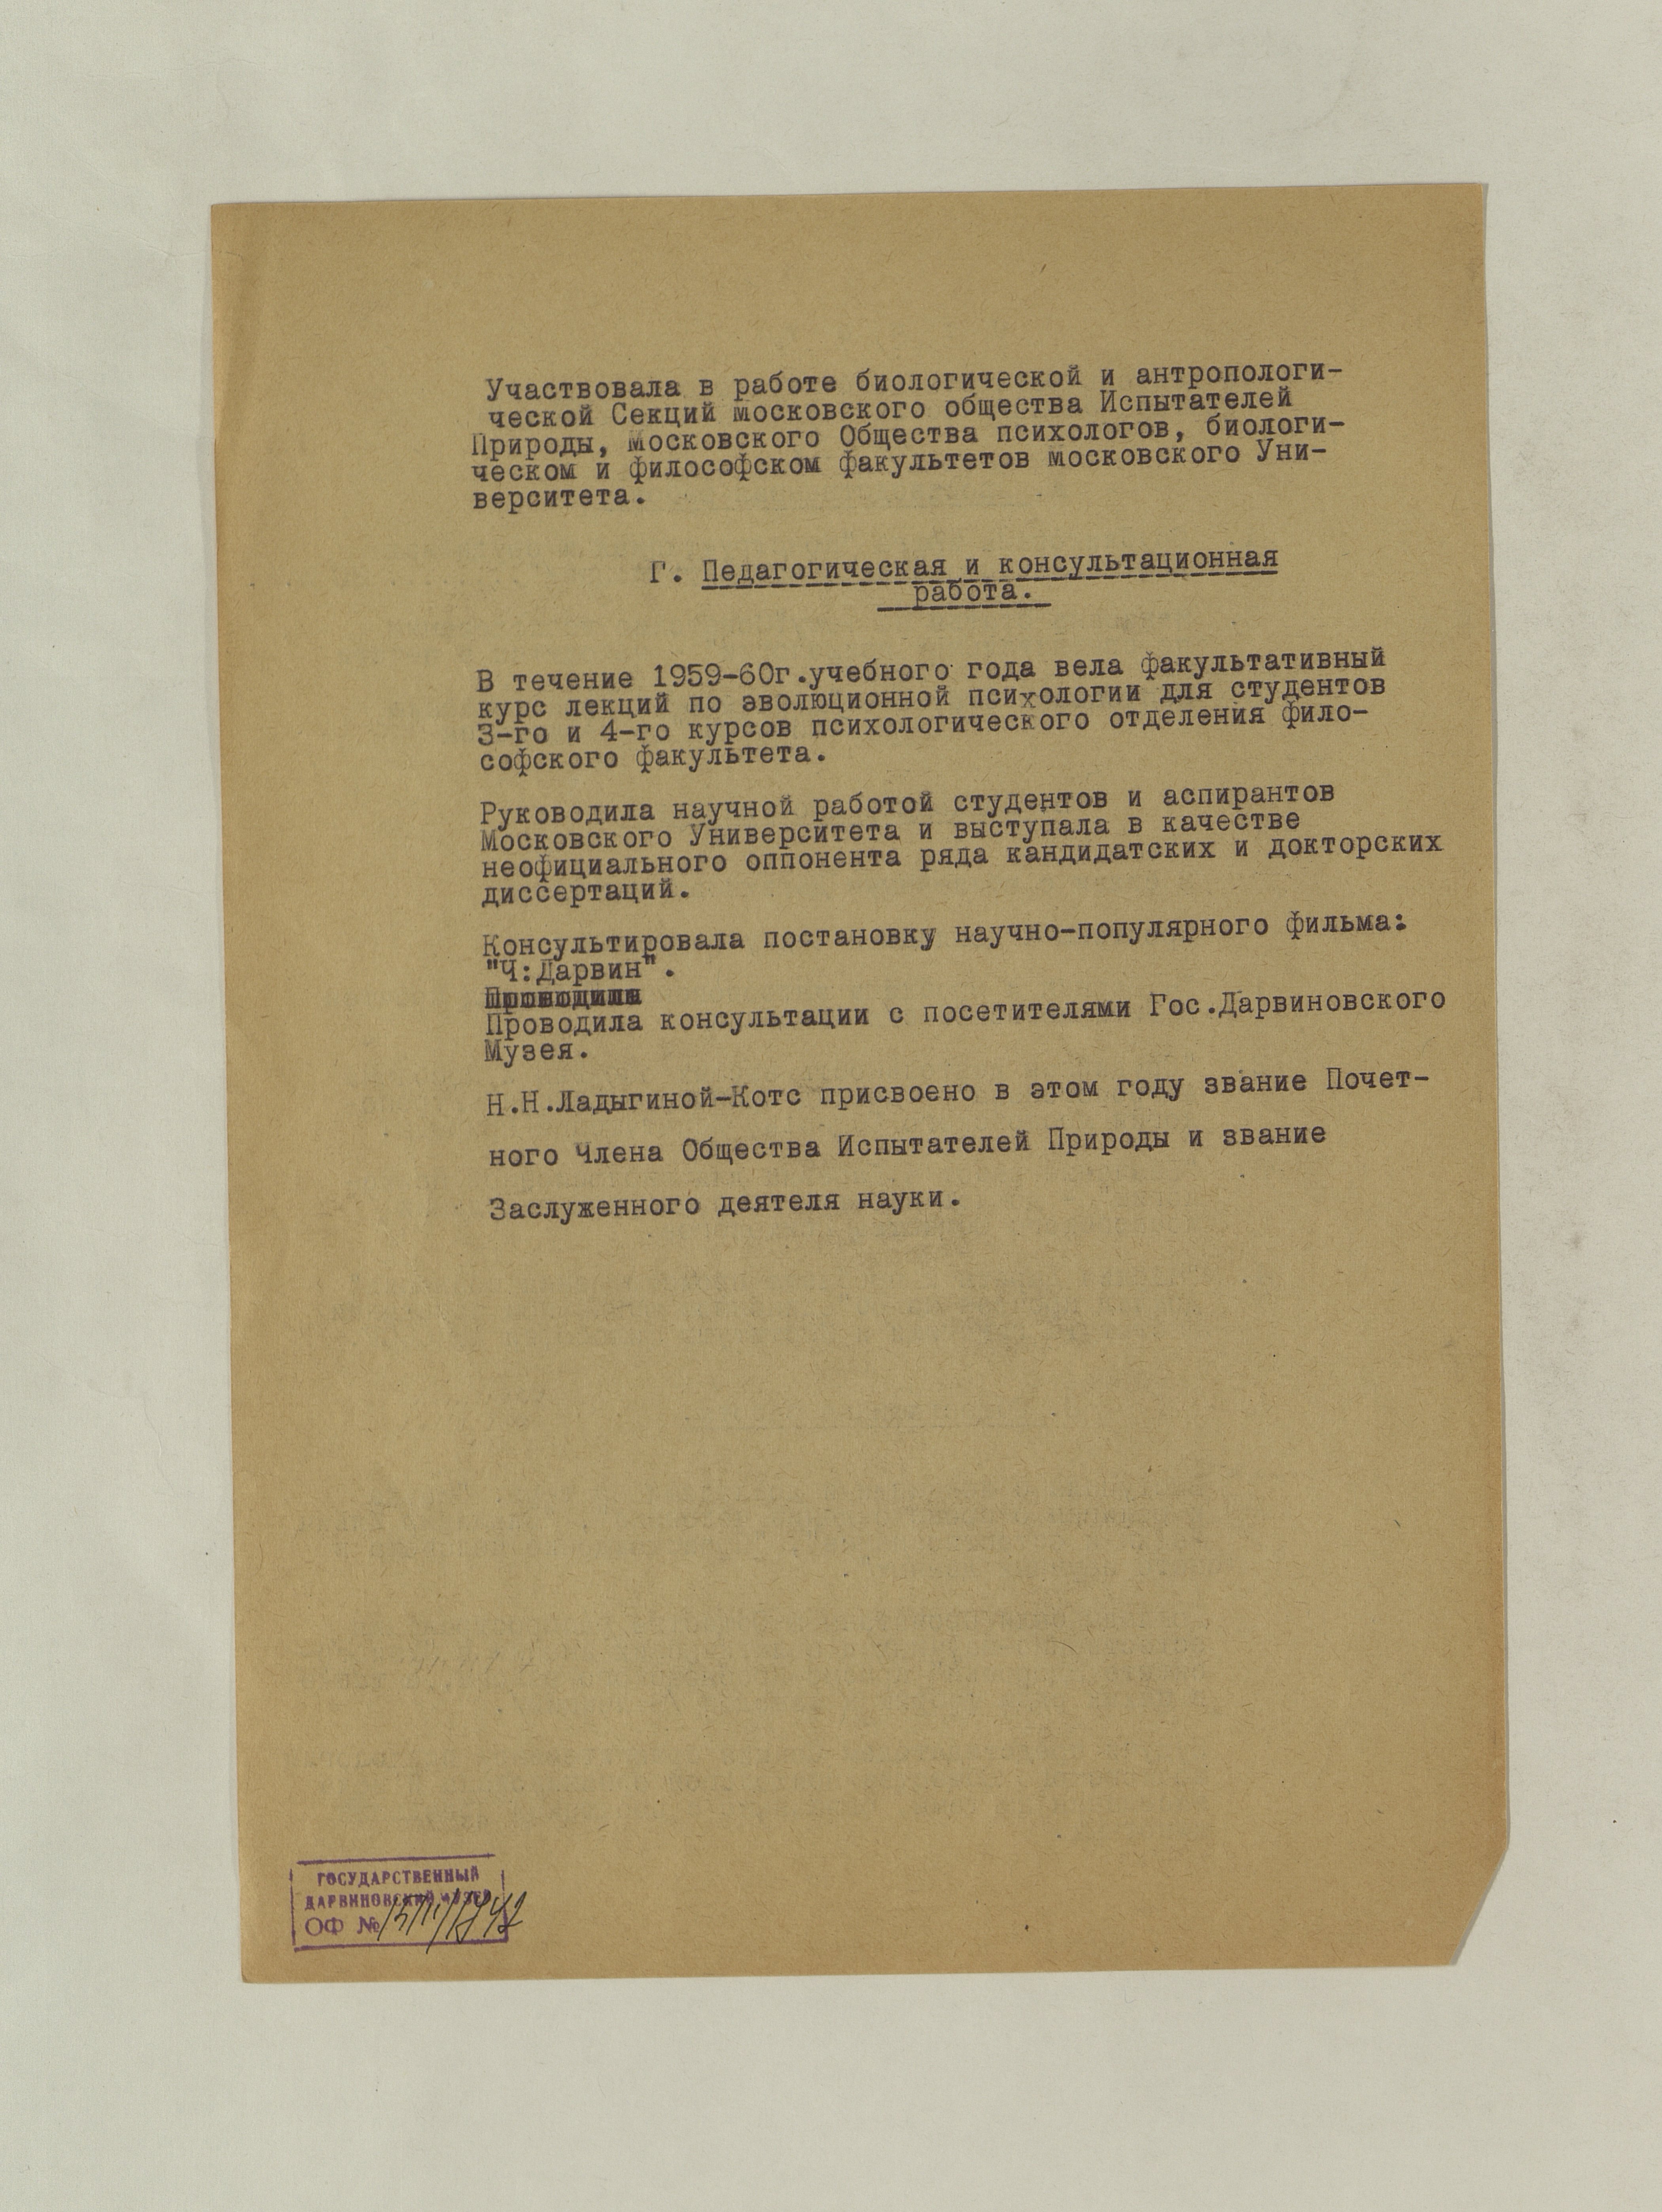 Участвовала в работе биологической и антропологи-
ческой Секций московского общества Испытателей
Природы, московского Общества психологов, биологи-
ческом и философском факультетов московского Уни-
верситета.
Г. Педагогическая и консультационная
работа.
В течение 1959-60г.учебного года вела факультативный
курс лекций по эволюционной психологии для студентов
3-го и 4-го курсов психологического отделения фило-
софского факультета.
Руководила научной работой студентов и аспирантов
Московского Университета и выступала в качестве
неофициального оппонента ряда кандидатских и докторских
диссертаций.
Консультировала постановку научно-популярного фильма:
"Ч:Дарвин".
Проводила консультации с посетителями Гос.Дарвиновского
Музея.
Н.Н.Ладыгиной-Котс присвоено в этом году звание Почет-
ного Члена Общества Испытателей Природы и звание
Заслуженного деятеля науки.
ГОСУДАРСТВЕННЫЙ
ДАРВИНОВСКИЙ МУЗЕЙ
ОФ №